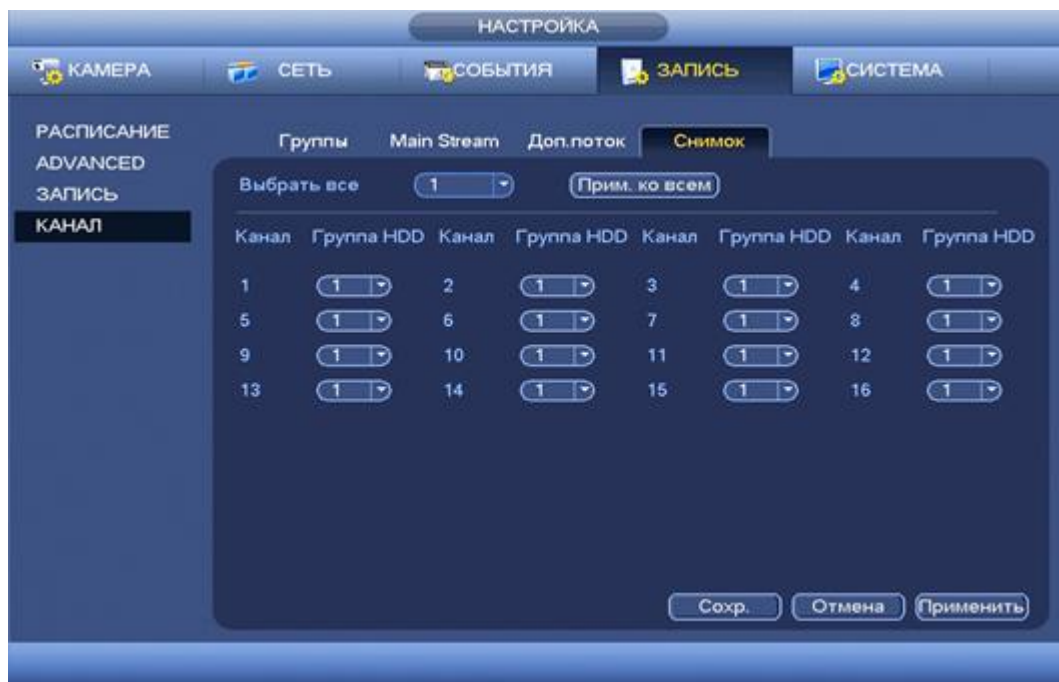 НАСТРОЙКА
КАМЕРА СЕТЬ СОБЫТИЯ ЗАПИСЬ СИСТЕМА
РАСПИСАНИЕ
ADVANCED
ЗАПИСЬ
КАНАЛ
Группы Main Stream Доп.поток Снимок
Выбрать все 1 Прим. ко всем
Канал Группа HDD Канал Группа HDD Канал Группа HDD Канал Группа HDD
1 1 2 1 3 1 4 1
5 1 6 1 7 1 8 1
9 1 10 1 11 1 12 1
13 1 14 1 15 1 16 1
Сохр. Отмена Применить